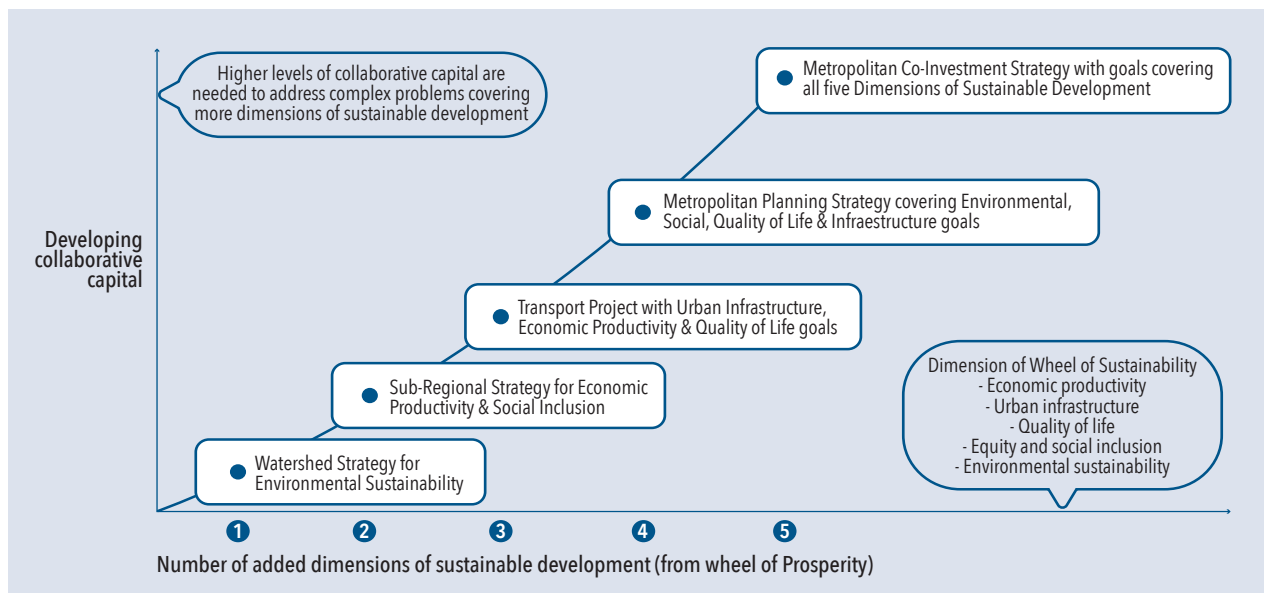 Higher levels of collaborative capital are
needed to address complex problems covering
more dimensions of sustainable development
Metropolitan Co-Investment Strategy with goals covering
all five Dimensions of Sustainable Development
Metropolitan Planning Strategy covering Environmental,
Social, Quality of Life & Infraestructure goals
Developing
collaborative
capital
Transport Project with Urban Infrastructure,
Economic Productivity & Quality of Life goals
Sub-Regional Strategy for Economic
Productivity & Social Inclusion
Watershed Strategy for
Environmental Sustainability
Dimension of Wheel of Sustainability
- Economic productivity
- Urban infrastructure
- Quality of life
- Equity and social inclusion
- Environmental sustainability
1 2 3 4 5
Number of added dimensions of sustainable development (from wheel of Prosperity)